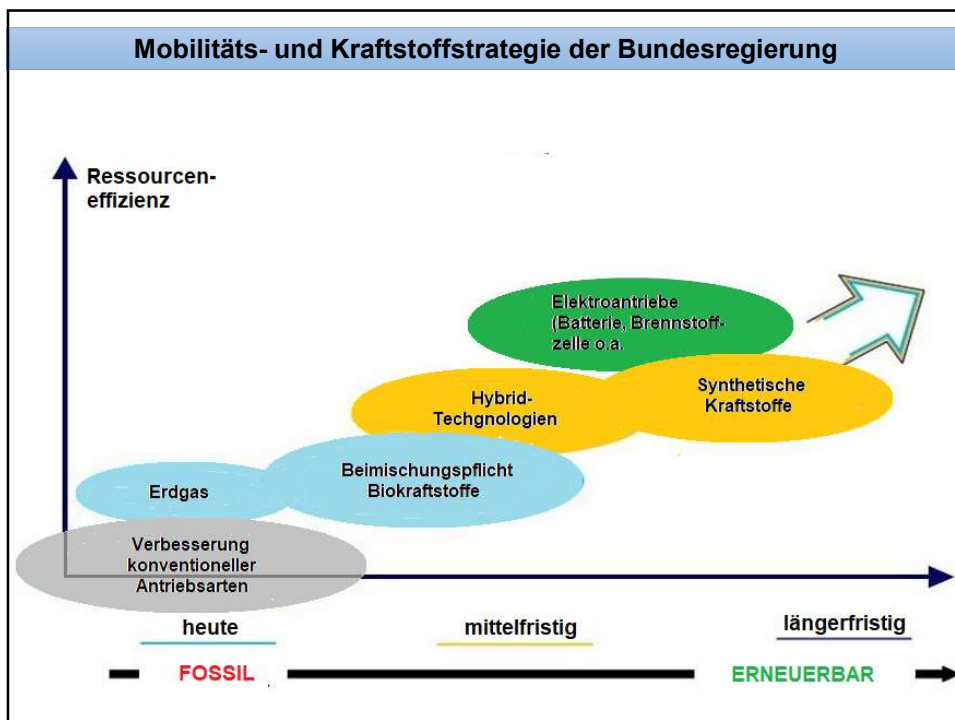 Mobilitäts- und Kraftstoffstrategie der Bundesregierung
Ressourcen-
effizienz
Elektroantriebe
(Batterie, Brennstoff-
zelle o.a.
Synthetische
Kraftstoffe
Hybrid-
Techgnologien
Beimischungspflicht
Biokraftstoffe
Erdgas
Verbesserung
konventioneller
Antriebsarten
heute
mittelfristig
längerfristig
FOSSIL
ERNEUERBAR